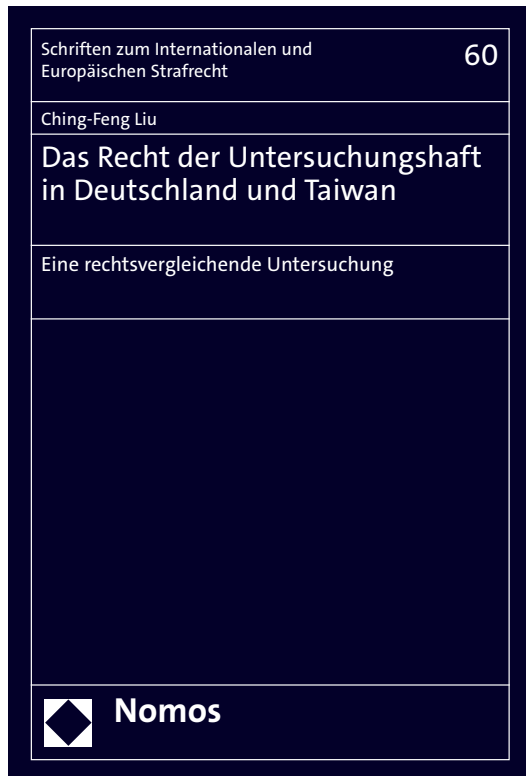 Schriften zum Internationalen und
Europäischen Strafrecht
60
Ching-Feng Liu
Das Recht der Untersuchungshaft
in Deutschland und Taiwan
Eine rechtsvergleichende Untersuchung
Nomos